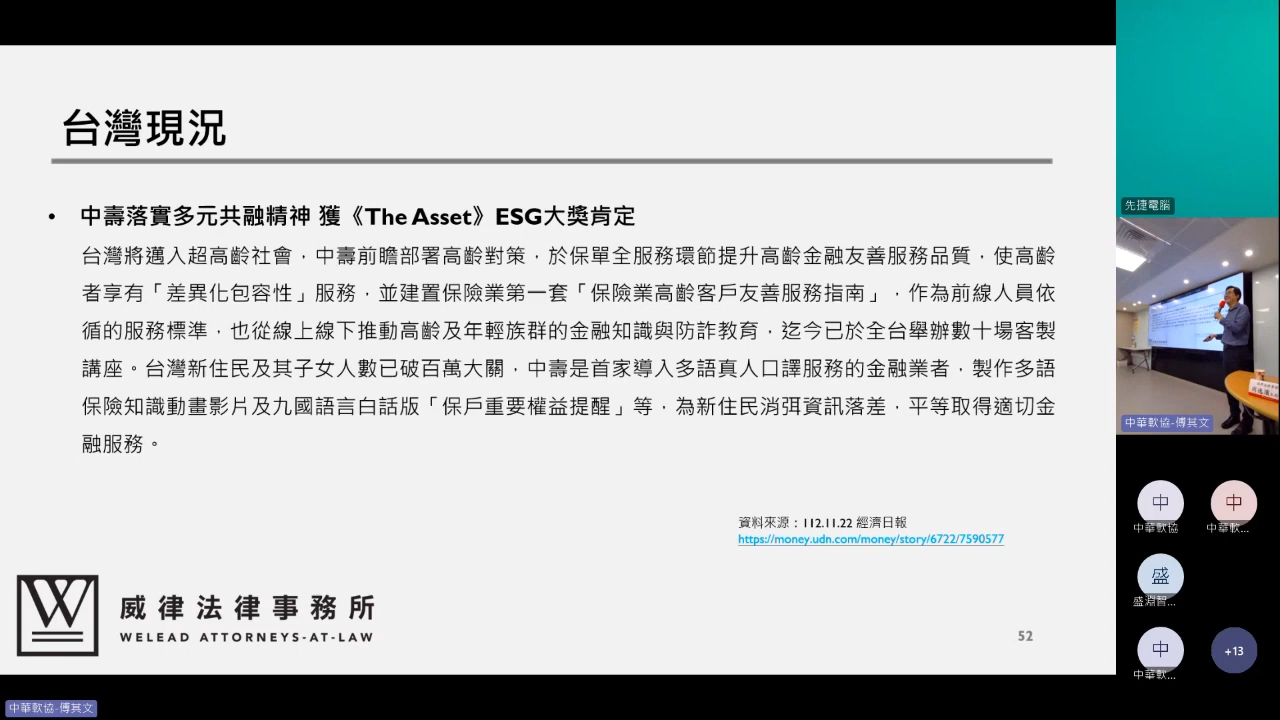 台灣現況
• 中壽落實多元共融精神 獲《The Asset》ESG大獎肯定
台灣將邁入超高齡社會，中壽前瞻部署高齡對策，於保單全服務環節提升高齡金融友善服務品質，使高齡
者享有「差異化包容性」服務，並建置保險業第一套「保險業高齡客戶友善服務指南」，作為前線人員依
循的服務標準，也從線上線下推動高齡及年輕族群的金融知識與防詐教育，迄今已於全台舉辦數十場客製
講座。台灣新住民及其子女人數已破百萬大關，中壽是首家導入多語真人口譯服務的金融業者，製作多語
保險知識動畫影片及九國語言白話版「保戶重要權益提醒」等，為新住民消弭資訊落差，平等取得適切金
融服務。
資料來源：112.11.22 經濟日報
https://money.udn.com/money/story/6722/7590577
W
威律法律事務所
WELEAD ATTORNEYS-AT-LAW
52
先捷電腦
中華軟協-傅其文
中
中華軟協
中
中華軟...
盛
盛淵智...
中
中華軟...
+13
中華軟協-傅其文